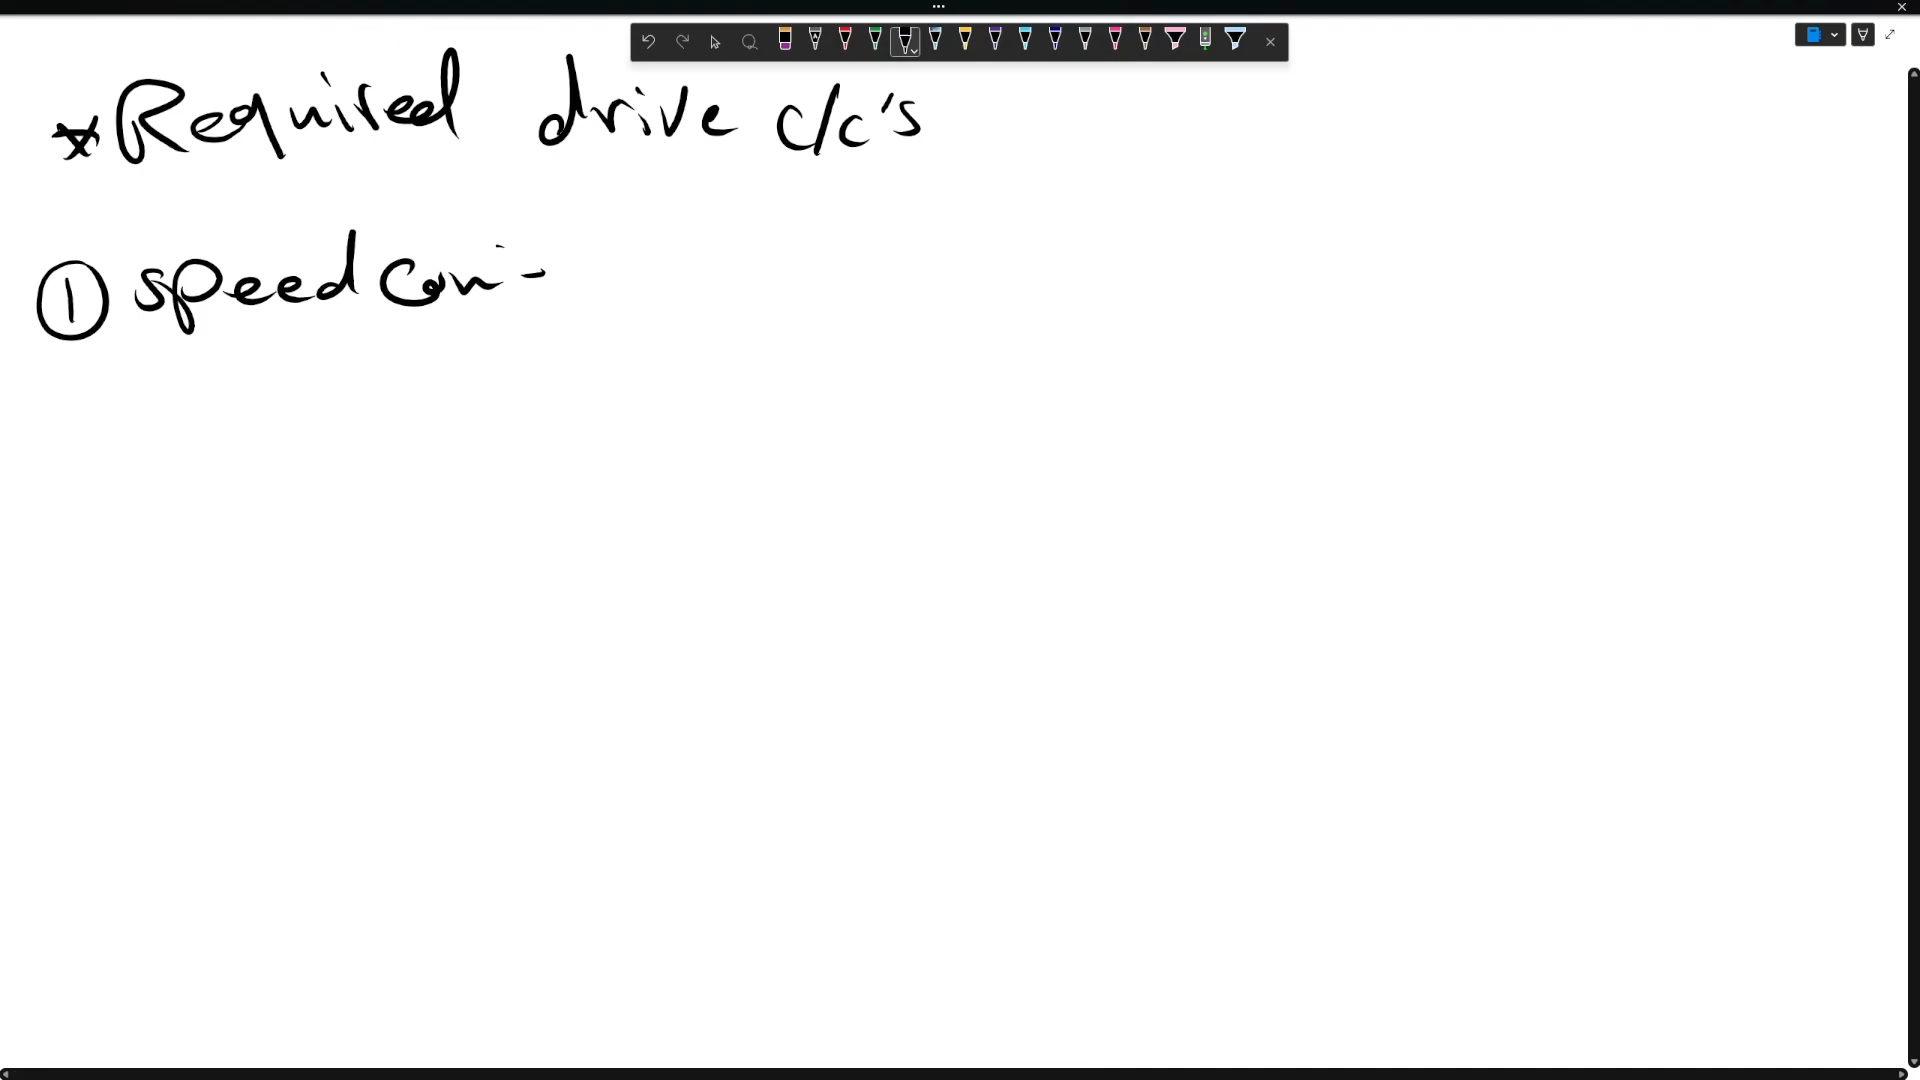 * Required drive c/c's
① speed con